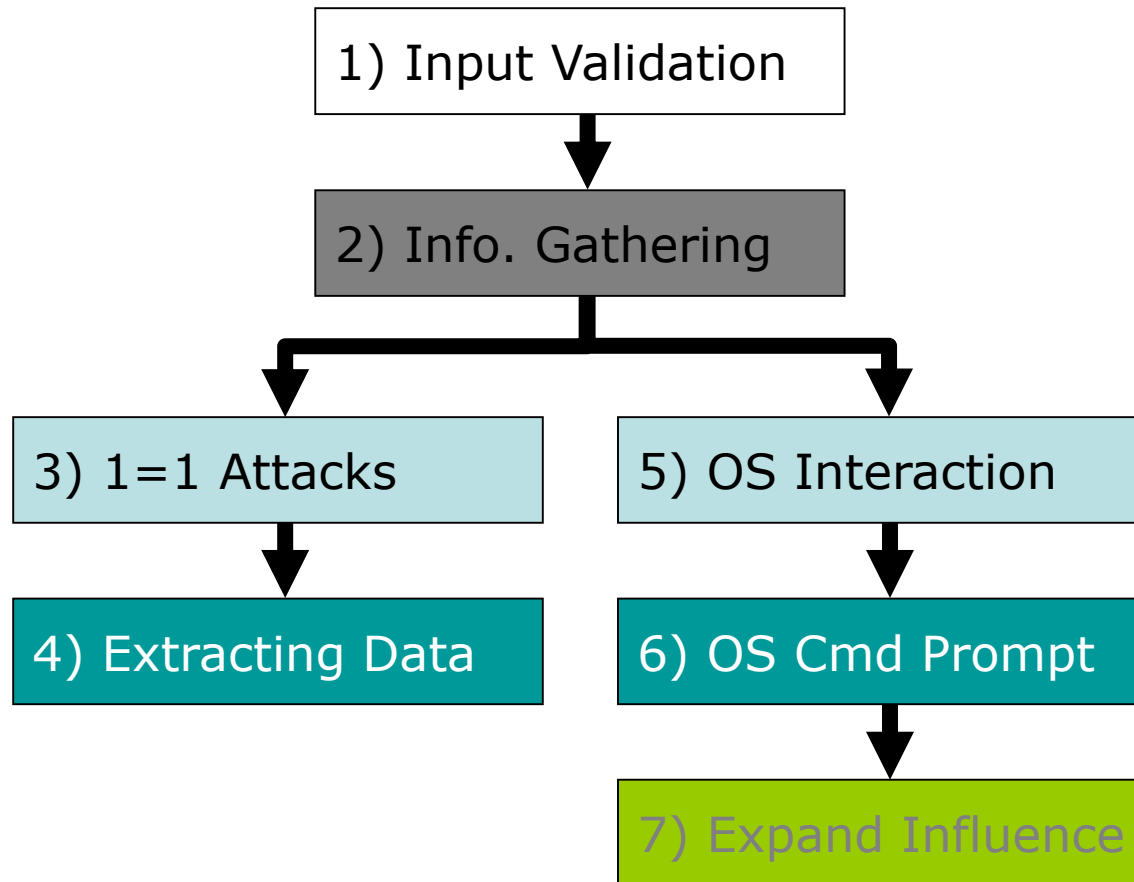 1) Input Validation
2) Info. Gathering
3) 1=1 Attacks
5) OS Interaction
4) Extracting Data
6) OS Cmd Prompt
7) Expand Influence